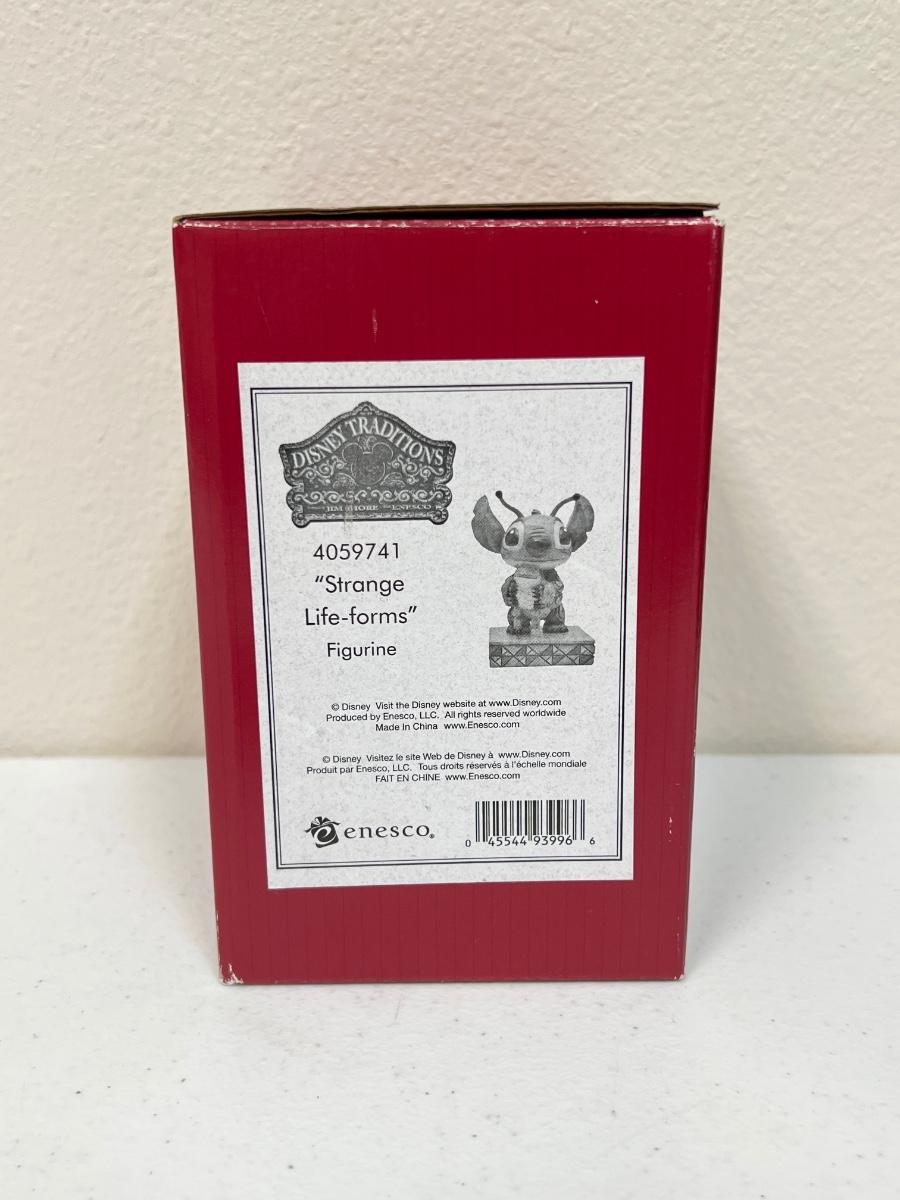 DISNEY TRADITIONS
JIM SHORE ENESCO
4059741
“Strange
Life-forms”
Figurine
© Disney Visit the Disney website at www.Disney.com
Produced by Enesco, LLC. All rights reserved worldwide
Made In China www.Enesco.com
© Disney Visitez le site Web de Disney à www.Disney.com
Produit par Enesco, LLC. Tous droits réservés à l'échelle mondiale
FAIT EN CHINE www.Enesco.com
enesco®
0 45544 93996 6